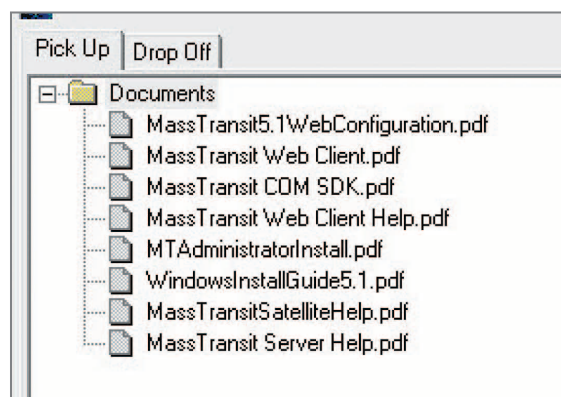 Pick Up Drop Off
Documents
MassTransit5.1WebConfiguration.pdf
MassTransit Web Client.pdf
MassTransit COM SDK.pdf
MassTransit Web Client Help.pdf
MTAdministratorInstall.pdf
WindowsInstallGuide5.1.pdf
MassTransitSatelliteHelp.pdf
MassTransit Server Help.pdf